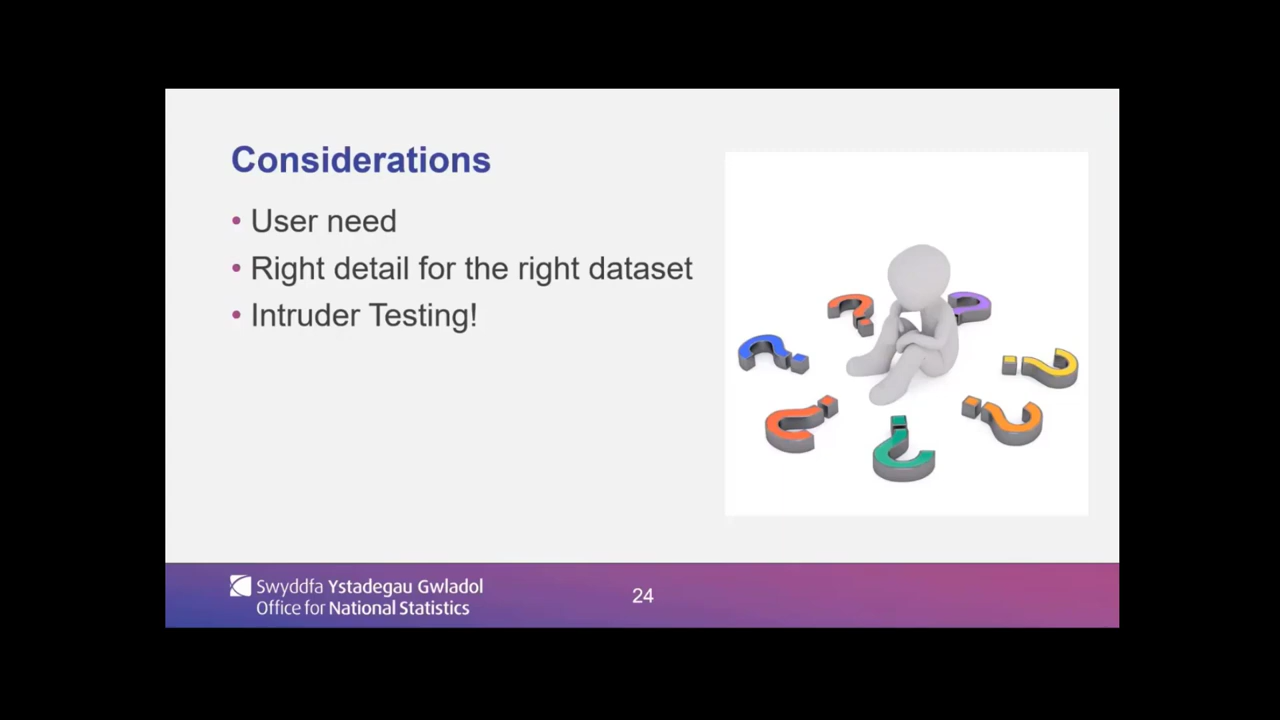 Considerations
• User need
• Right detail for the right dataset
• Intruder Testing!
Swyddfa Ystadegau Gwladol
Office for National Statistics
24